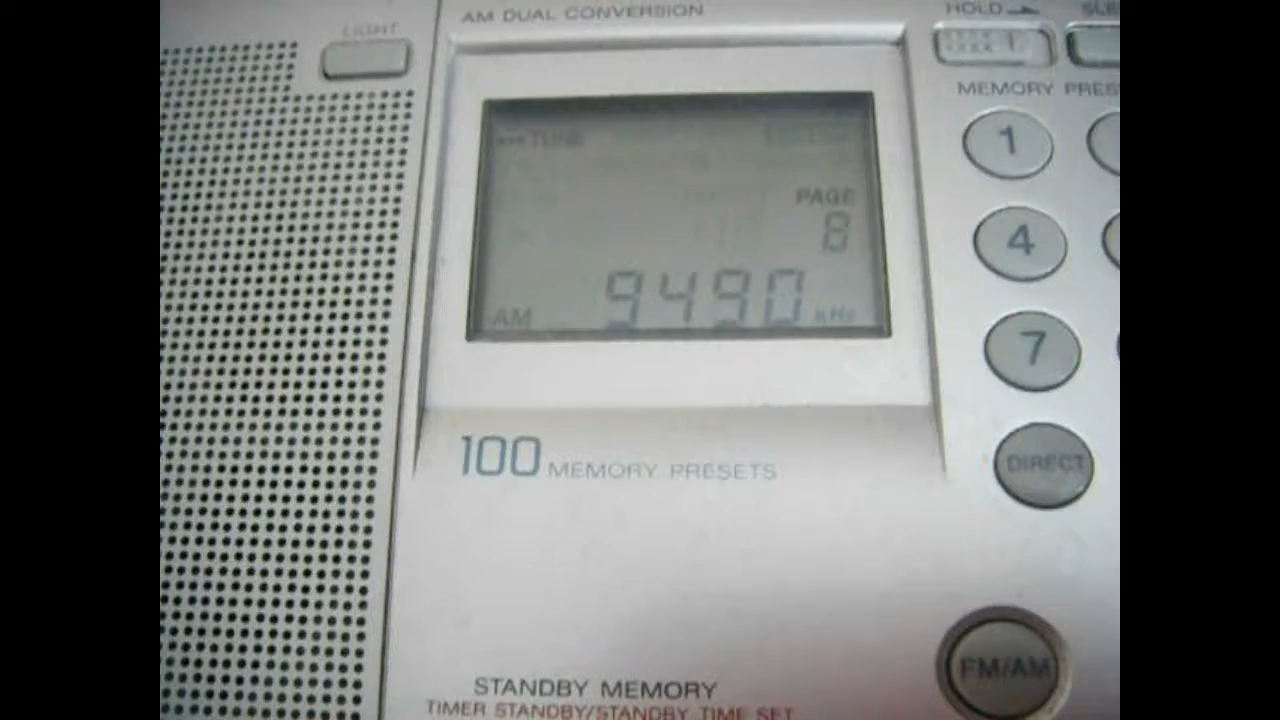 LIGHT
AM DUAL CONVERSION
HOLD
TUNE
PAGE
8
AM 9490 kHz
MEMORY
1
4
7
DIRECT
100 MEMORY PRESETS
FM/AM
STANDBY MEMORY
TIMER STANDBY/STANDBY TIME SET